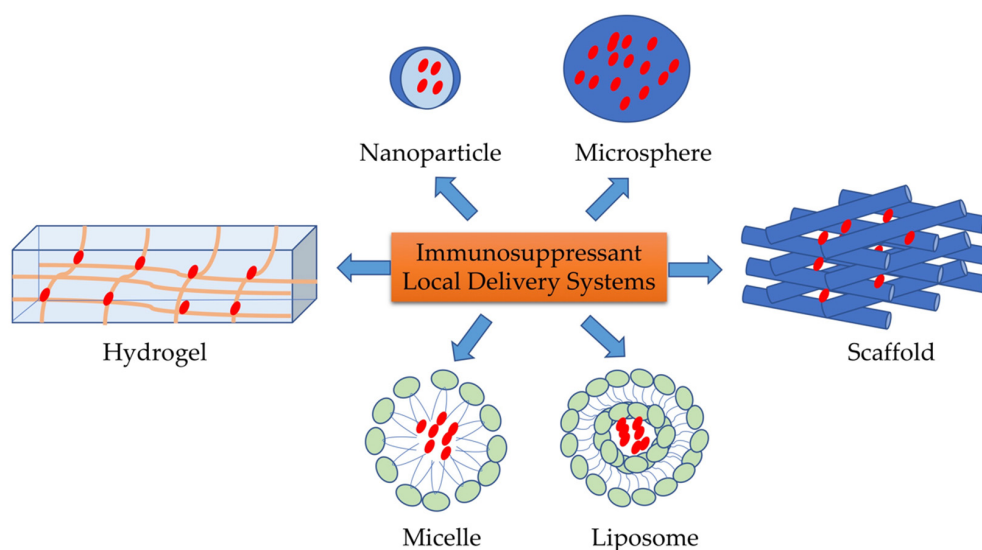 Nanoparticle
Microsphere
Immunosuppressant
Local Delivery Systems
Hydrogel
Scaffold
Micelle
Liposome